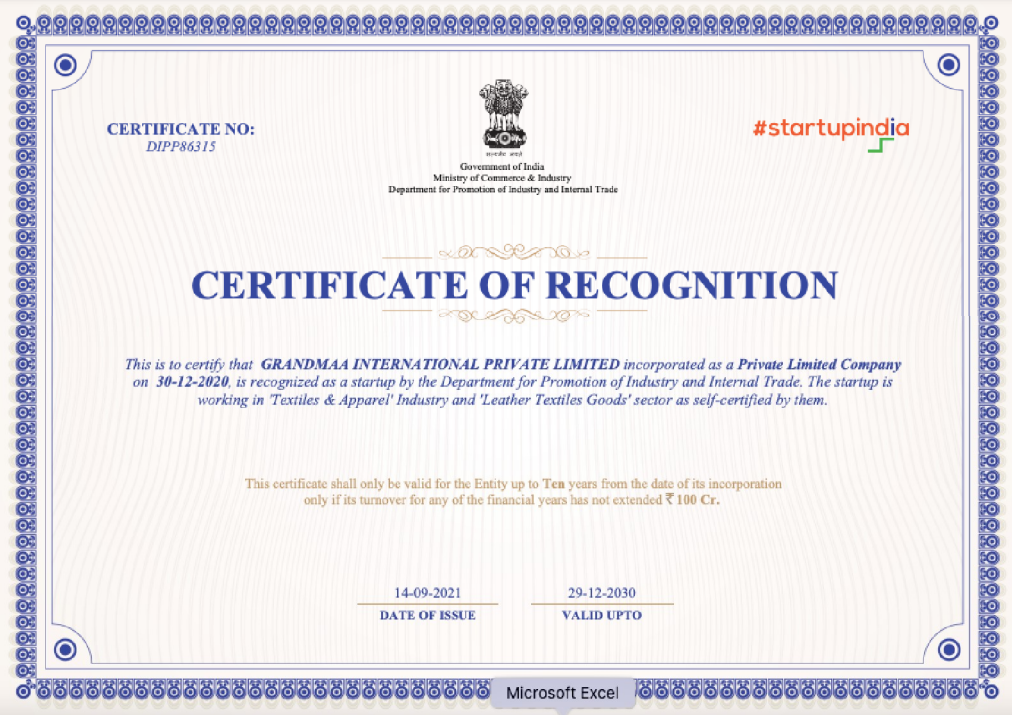 CERTIFICATE NO:
DIPP86315
#startupindia
सत्यमेव जयते
Government of India
Ministry of Commerce & Industry
Department for Promotion of Industry and Internal Trade
CERTIFICATE OF RECOGNITION
This is to certify that GRANDMAA INTERNATIONAL PRIVATE LIMITED incorporated as a Private Limited Company
on 30-12-2020, is recognized as a startup by the Department for Promotion of Industry and Internal Trade. The startup is
working in 'Textiles & Apparel' Industry and 'Leather Textiles Goods' sector as self-certified by them.
This certificate shall only be valid for the Entity up to Ten years from the date of its incorporation
only if its turnover for any of the financial years has not extended ₹ 100 Cr.
14-09-2021
DATE OF ISSUE
29-12-2030
VALID UPTO
Microsoft Excel